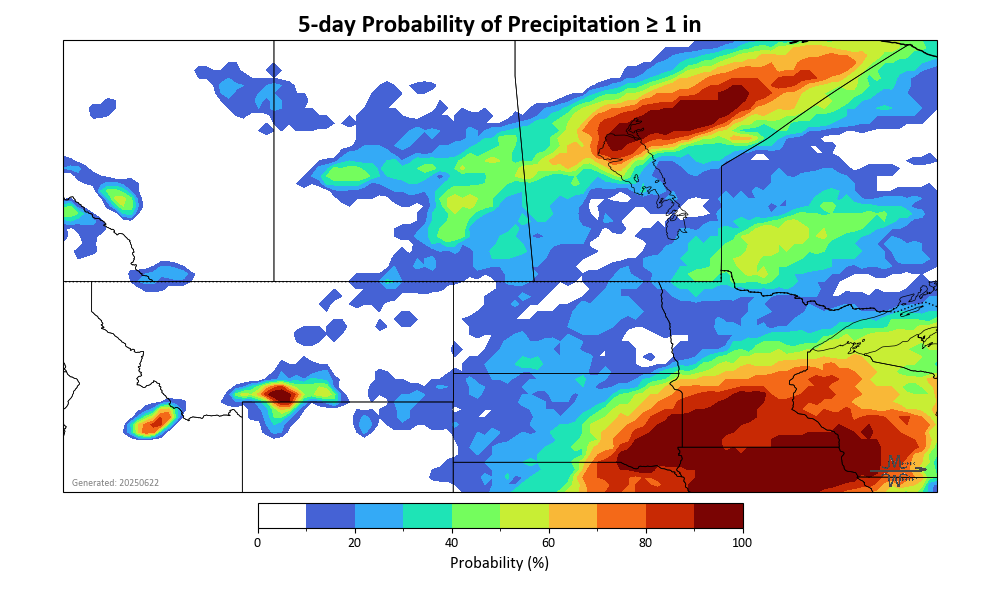 5-day Probability of Precipitation ≥ 1 in
Generated: 20250622
0 20 40 60 80 100
Probability (%)